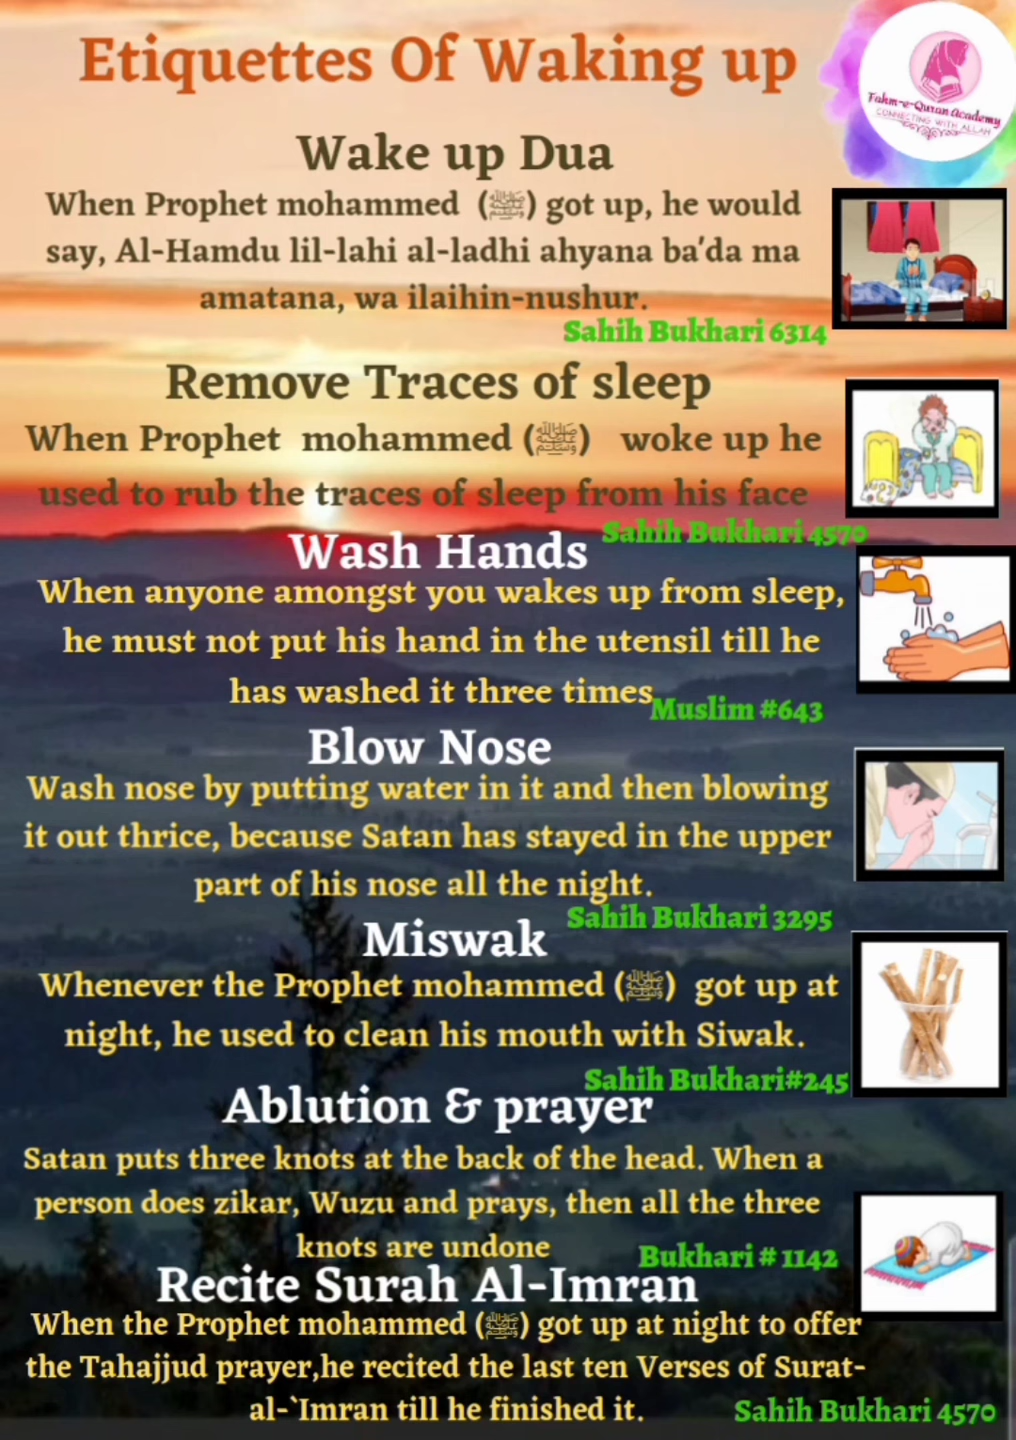 Etiquettes Of Waking up
Fahm-e-Quran Academy
CONNECTING WITH ALLAH
Wake up Dua
When Prophet mohammed (ﷺ) got up, he would
say, Al-Hamdu lil-lahi al-ladhi ahyana ba'da ma
amatana, wa ilaihin-nushur.
Sahih Bukhari 6314
Remove Traces of sleep
When Prophet mohammed (ﷺ) woke up he
used to rub the traces of sleep from his face
Sahih Bukhari 4570
Wash Hands
When anyone amongst you wakes up from sleep,
he must not put his hand in the utensil till he
has washed it three times
Muslim #643
Blow Nose
Wash nose by putting water in it and then blowing
it out thrice, because Satan has stayed in the upper
part of his nose all the night.
Sahih Bukhari 3295
Miswak
Whenever the Prophet mohammed (ﷺ) got up at
night, he used to clean his mouth with Siwak.
Sahih Bukhari#245
Ablution & prayer
Satan puts three knots at the back of the head. When a
person does zikar, Wuzu and prays, then all the three
knots are undone
Bukhari # 1142
Recite Surah Al-Imran
When the Prophet mohammed (ﷺ) got up at night to offer
the Tahajjud prayer,he recited the last ten Verses of Surat-
al-`Imran till he finished it.
Sahih Bukhari 4570